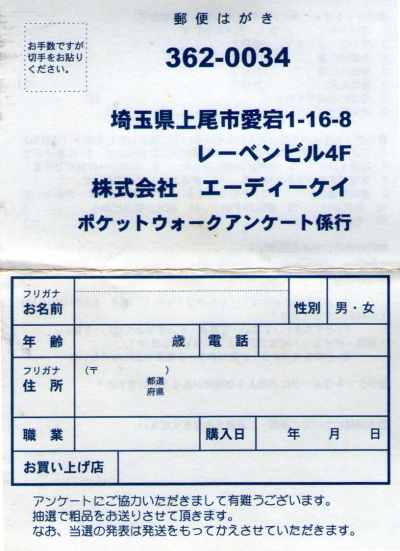 郵便はがき
お手数ですが
切手をお貼り
ください。
362-0034
埼玉県上尾市愛宕1-16-8
レーベンビル4F
株式会社 エーディーケイ
ポケットウォークアンケート係行
フリガナ
お名前
性別
男・女
年齢
歳
電話
フリガナ
住所
(〒 )
都道
府県
職業
購入日
年 月 日
お買い上げ店
アンケートにご協力いただきまして有難うございます。
抽選で粗品をお送りさせて頂きます。
なお、当選の発表は発送をもってかえさせていただきます。